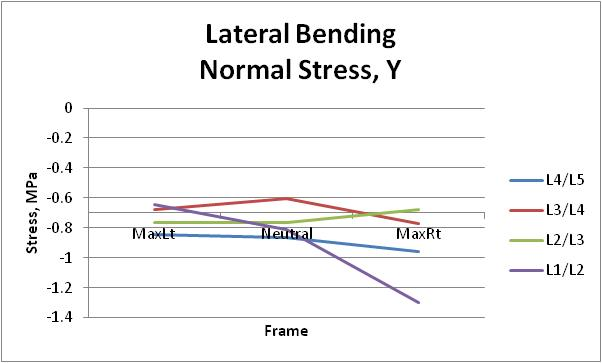 Lateral Bending
Normal Stress, Y
0
-0.2
-0.4
-0.6
-0.8
-1
-1.2
-1.4
Stress, MPa
MaxLt
Neutral
MaxRt
Frame
L4/L5
L3/L4
L2/L3
L1/L2